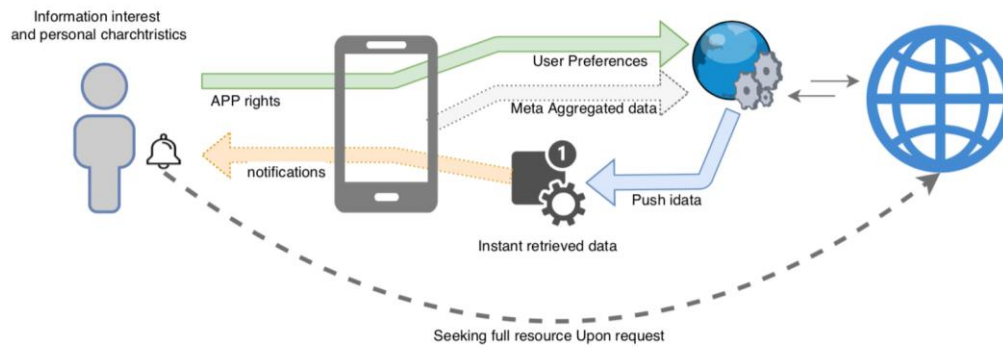 Information interest
and personal charchtristics
User Preferences
APP rights
Meta Aggregated data
1
notifications
Push idata
Instant retrieved data
Seeking full resource Upon request